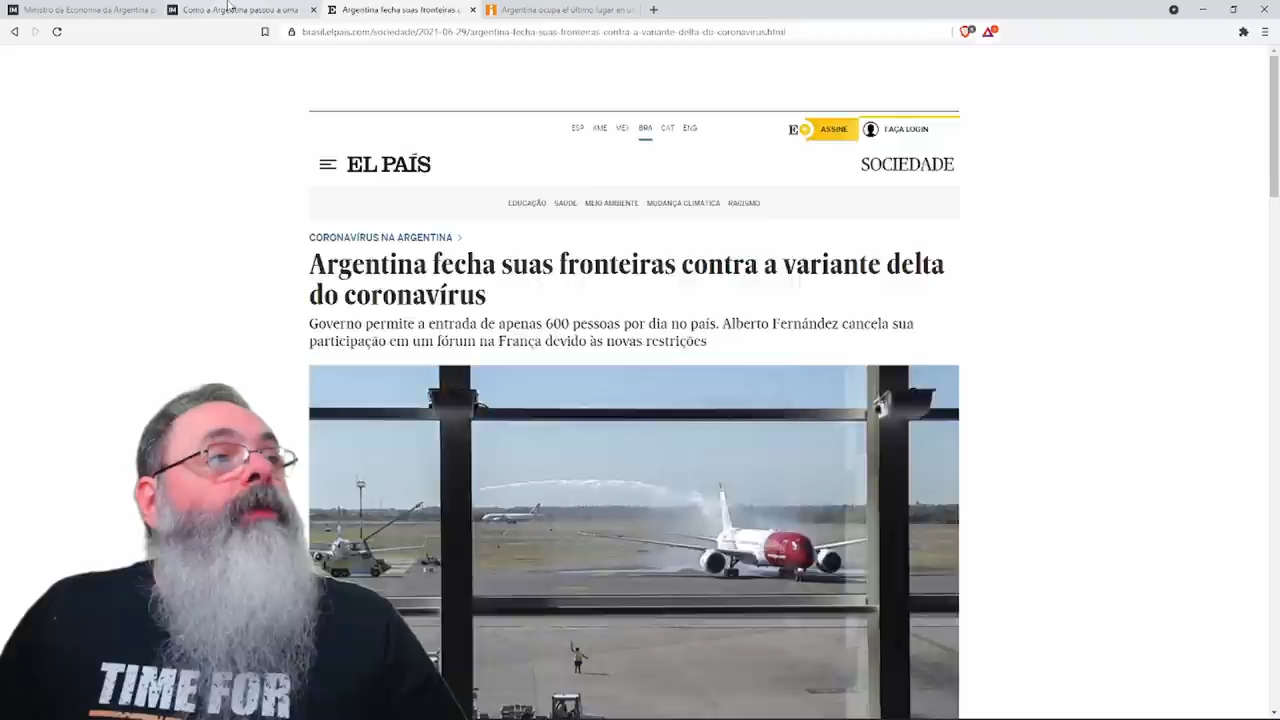 Ministro da Economia da Argentina p
Como a Argentina passou a uma
Argentina fecha suas fronteiras
Argentina ocupa el último lugar en un
brasil.elpais.com/sociedade/2021-06-29/argentina-fecha-suas-fronteiras-contra-a-variante-delta-do-coronavirus.html
ESP AME MEX BRA CAT ENG
E ASSINE FAÇA LOGIN
EL PAÍS SOCIEDADE
EDUCAÇÃO SAÚDE MEIO AMBIENTE MUDANÇA CLIMÁTICA RACISMO
CORONAVÍRUS NA ARGENTINA
Argentina fecha suas fronteiras contra a variante delta
do coronavírus
Governo permite a entrada de apenas 600 pessoas por dia no país. Alberto Fernández cancela sua
participação em um fórum na França devido às novas restrições
TIME FOR